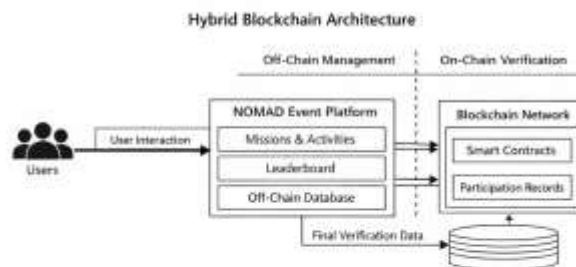 Hybrid Blockchain Architecture
Off-Chain Management
On-Chain Verification
NOMAD Event Platform
Blockchain Network
User Interaction
Missions & Activities
Smart Contracts
Users
Leaderboard
Off-Chain Database
Participation Records
Final Verification Data